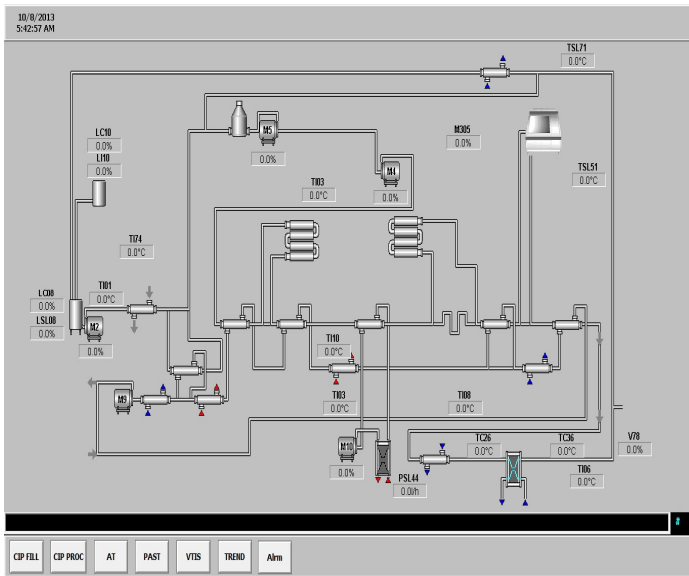 10/8/2013
5:42:57 AM
TSL71
0.0°C
LC10
0.0%
LI10
0.0%
M5
0.0%
M305
0.0%
M4
0.0%
TSL51
0.0°C
TI03
0.0°C
TI74
0.0°C
TI01
0.0°C
LC08
0.0%
LSL08
0.0%
M2
0.0%
TI10
0.0°C
M9
TI03
0.0°C
TI08
0.0°C
M10
0.0%
TC26
0.0°C
TC36
0.0°C
V78
0.0%
TI06
0.0°C
PSL44
0.0l/h
CIP FILL
CIP PROC
AT
PAST
VTIS
TREND
Alrm